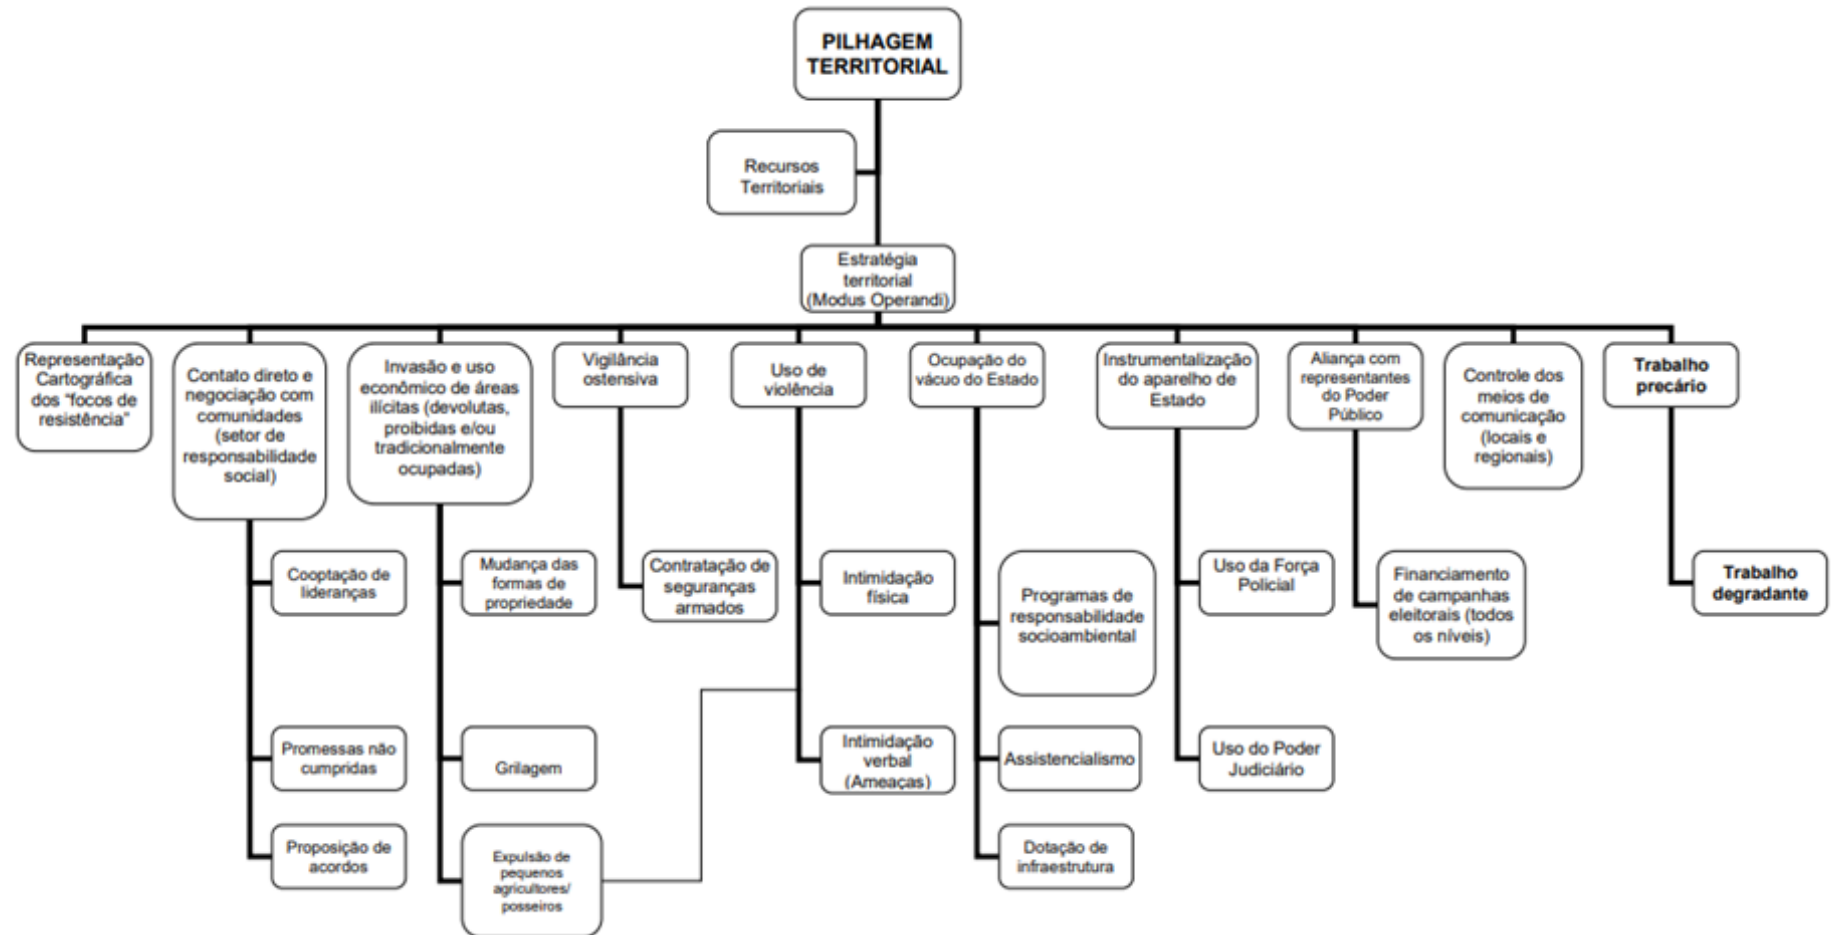 PILHAGEM
TERRITORIAL
Recursos
Territoriais
Estratégia
territorial
(Modus Operandi)
Representação
Cartográfica
dos "focos de
resistência"
Contato direto e
negociação com
comunidades
(setor de
responsabilidade
social)
Invasão e uso
econômico de áreas
ilícitas (devolutas,
proibidas e/ou
tradicionalmente
ocupadas)
Vigilância
ostensiva
Uso de
violência
Ocupação do
vácuo do Estado
Instrumentalização
do aparelho de
Estado
Aliança com
representantes
do Poder
Público
Controle dos
meios de
comunicação
(locais e
regionais)
Trabalho
precário
Cooptação de
lideranças
Mudança das
formas de
propriedade
Contratação de
seguranças
armados
Intimidação
física
Programas de
responsabilidade
socioambiental
Uso da Força
Policial
Financiamento
de campanhas
eleitorais (todos
os níveis)
Trabalho
degradante
Promessas não
cumpridas
Grilagem
Intimidação
verbal
(Ameaças)
Assistencialismo
Uso do Poder
Judiciário
Proposição de
acordos
Expulsão de
pequenos
agricultores/
posseiros
Dotação de
infraestrutura